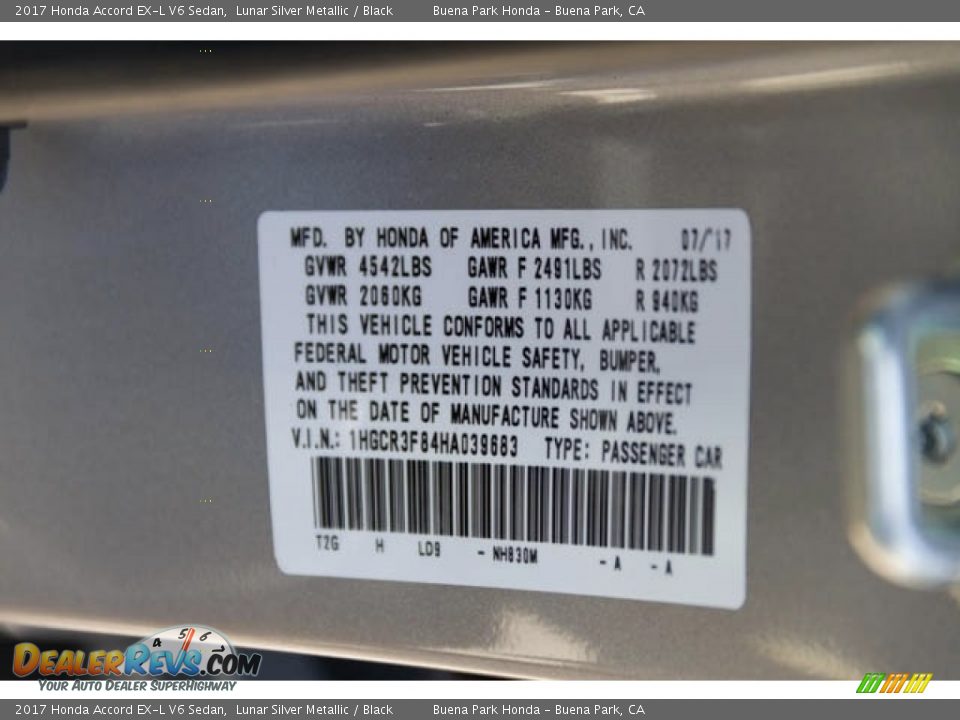 2017 Honda Accord EX-L V6 Sedan,  Lunar Silver Metallic / Black        Buena Park Honda - Buena Park, CA
MFD. BY HONDA OF AMERICA MFG., INC. 07/17
GVWR 4542LBS GAWR F 2491LBS R 2072LBS
GVWR 2060KG GAWR F 1130KG R 940KG
THIS VEHICLE CONFORMS TO ALL APPLICABLE
FEDERAL MOTOR VEHICLE SAFETY, BUMPER,
AND THEFT PREVENTION STANDARDS IN EFFECT
ON THE DATE OF MANUFACTURE SHOWN ABOVE.
V.I.N.: 1HGCR3F84HA039683 TYPE: PASSENGER CAR
T2G H LD9 - NH830M - A - A
4 5 6
DEALERREVS.COM
YOUR AUTO DEALER SUPERHIGHWAY
2017 Honda Accord EX-L V6 Sedan,  Lunar Silver Metallic / Black        Buena Park Honda - Buena Park, CA